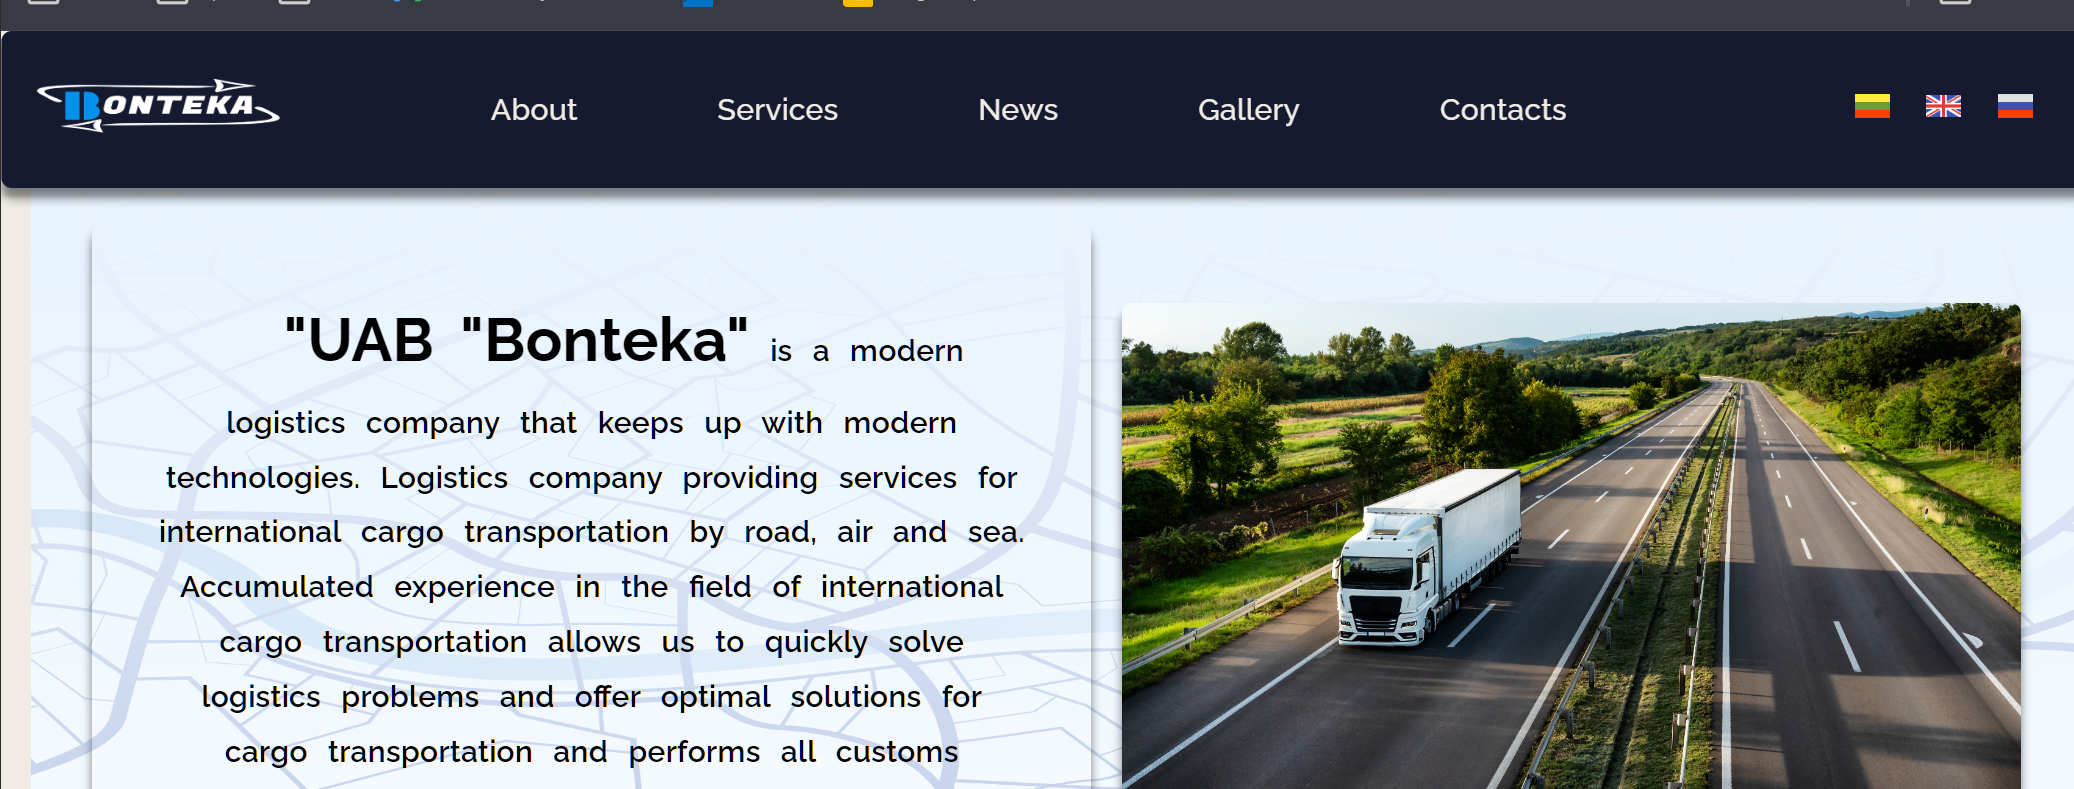 BONTEKA
About Services News Gallery Contacts
"UAB "Bonteka" is a modern
logistics company that keeps up with modern
technologies. Logistics company providing services for
international cargo transportation by road, air and sea.
Accumulated experience in the field of international
cargo transportation allows us to quickly solve
logistics problems and offer optimal solutions for
cargo transportation and performs all customs